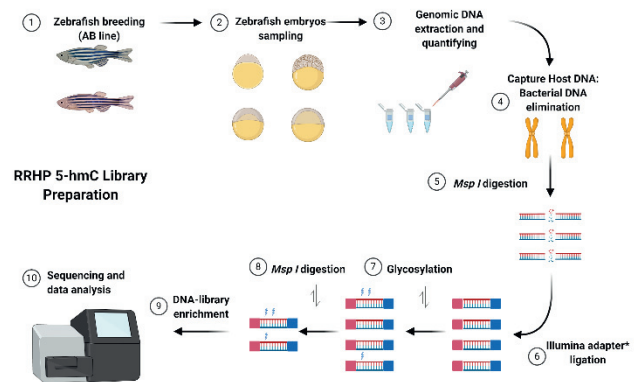 1 Zebrafish breeding
(AB line)
2 Zebrafish embryos
sampling
3 Genomic DNA
extraction and
quantifying
4 Capture Host DNA:
Bacterial DNA
elimination
5 Msp I digestion
RRHP 5-hmC Library
Preparation
6 Illumina adapter*
ligation
7 Glycosylation
8 Msp I digestion
9 DNA-library
enrichment
10 Sequencing and
data analysis